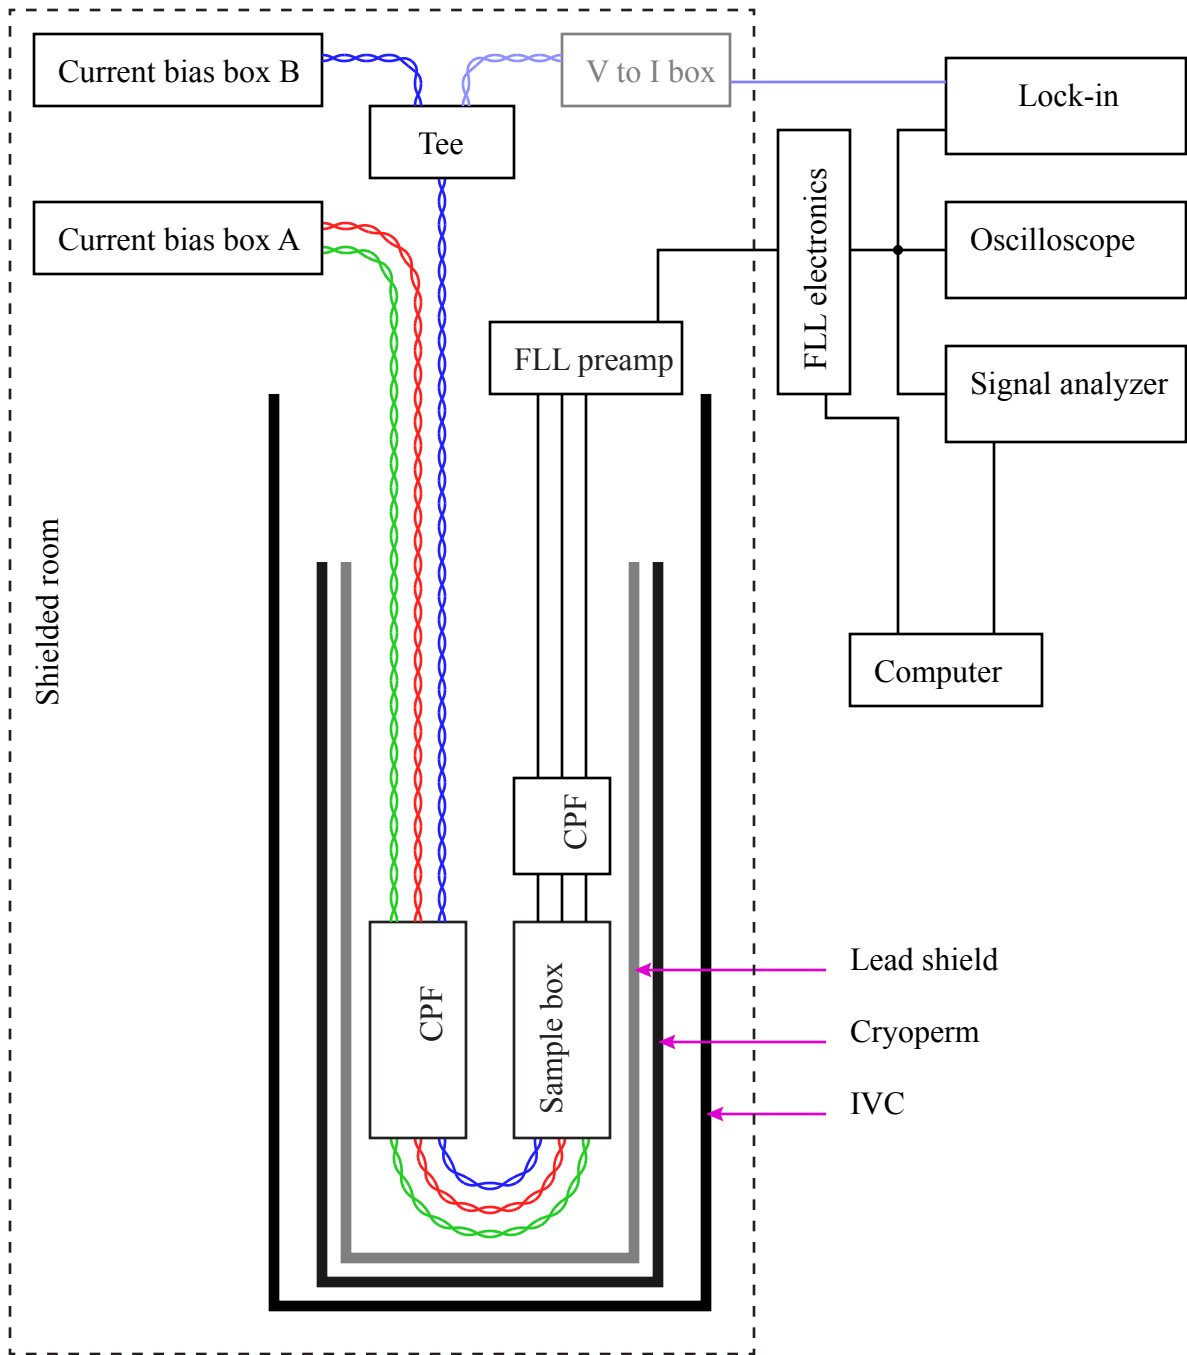 Current bias box B
V to I box
Lock-in
Tee
Current bias box A
FLL electronics
Oscilloscope
FLL preamp
Signal analyzer
Shielded room
Computer
CPF
CPF
Sample box
Lead shield
Cryoperm
IVC